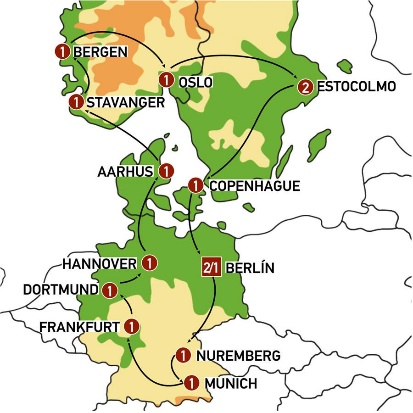 1 BERGEN
1 OSLO
2 ESTOCOLMO
1 STAVANGER
AARHUS 1
1 COPENHAGUE
HANNOVER 1
2/1 BERLÍN
DORTMUND 1
FRANKFURT 1
1 NUREMBERG
1 MÚNICH